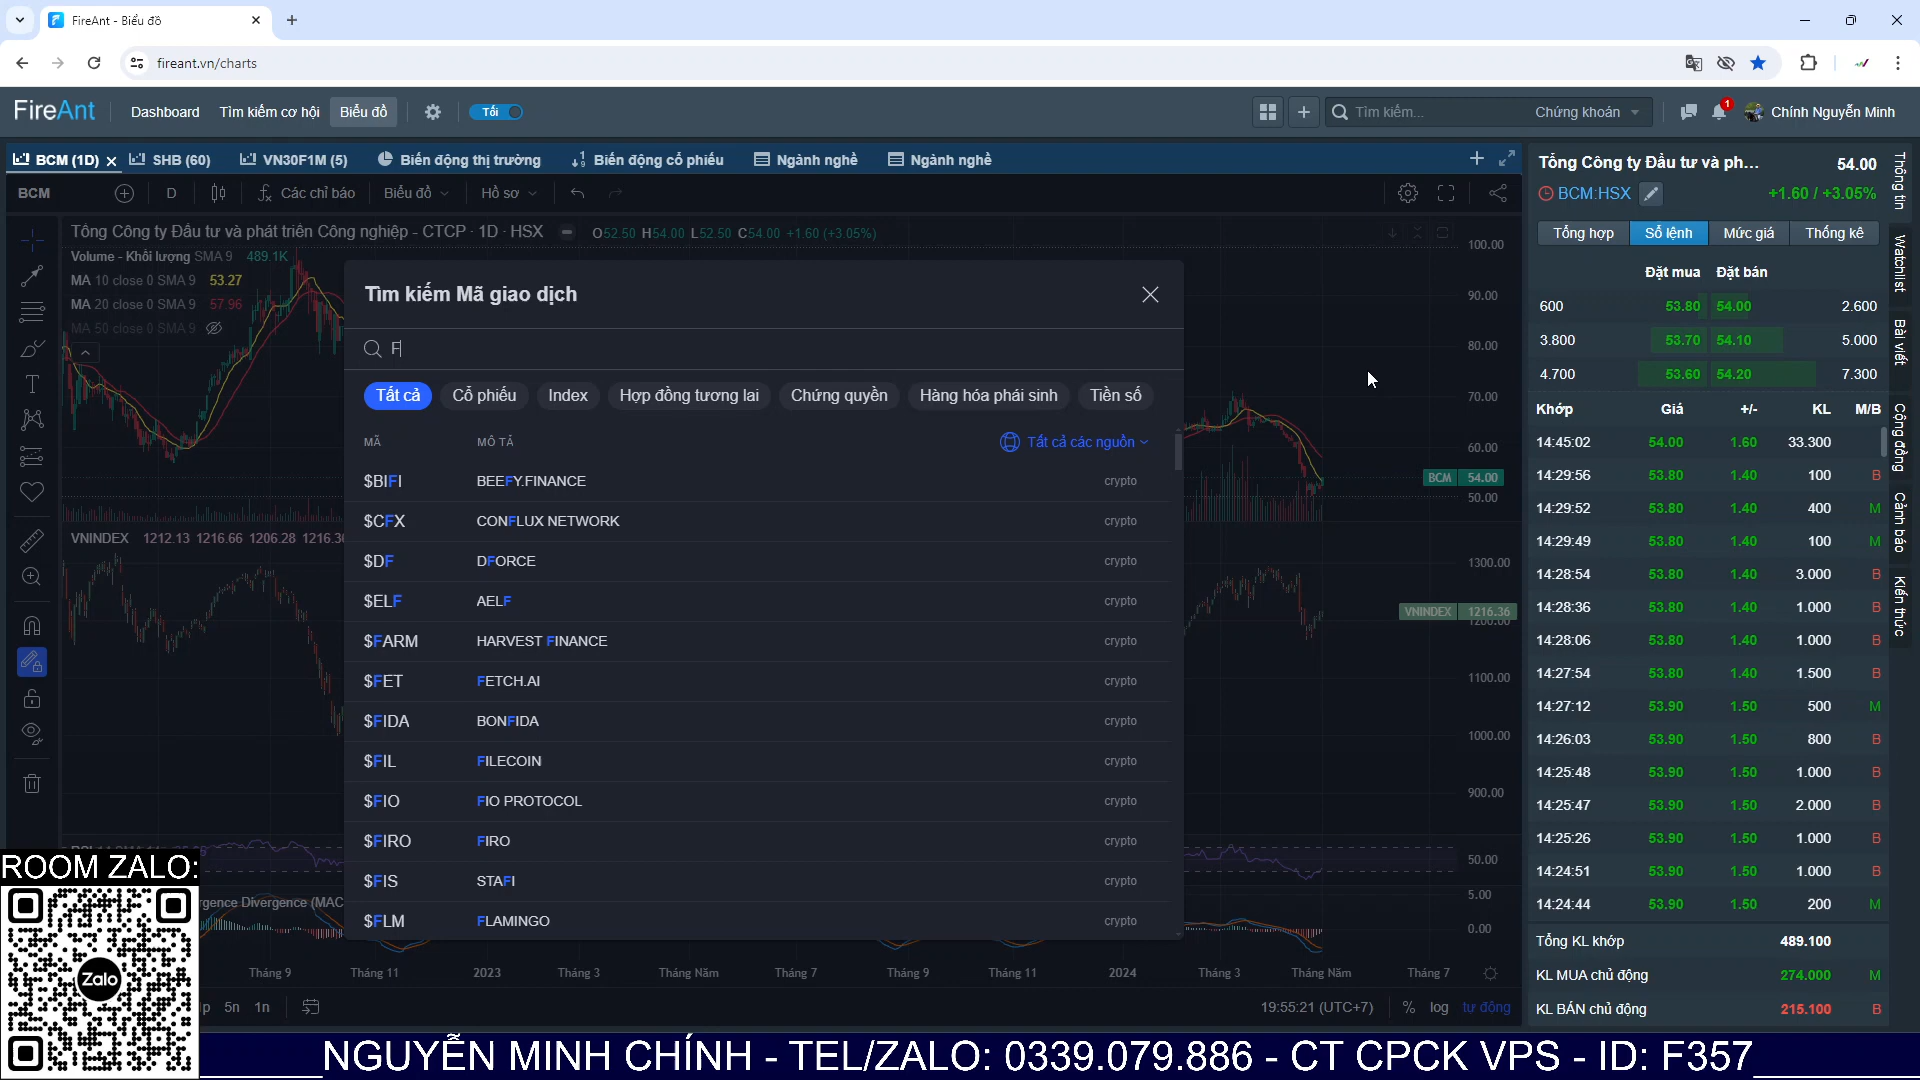 FireAnt - Biểu đồ
fireant.vn/charts
FireAnt
Dashboard
Tìm kiếm cơ hội
Biểu đồ
Tối
Tìm kiếm...
Chứng khoán
1
Chính Nguyễn Minh
BCM (1D)
SHB (60)
VN30F1M (5)
Biến động thị trường
Biến động cổ phiếu
Ngành nghề
Ngành nghề
BCM
D
Các chỉ báo
Biểu đồ
Hồ sơ
Tổng Công ty Đầu tư và phát triển Công nghiệp - CTCP · 1D · HSX
O52.50 H54.00 L52.50 C54.00 +1.60 (+3.05%)
Volume - Khối lượng SMA 9 489.1K
MA 10 close 0 SMA 9 53.27
MA 20 close 0 SMA 9 57.96
MA 50 close 0 SMA 9
VNINDEX 1212.13 1216.66 1206.28 1216.36
Tìm kiếm Mã giao dịch
F
Tất cả
Cổ phiếu
Index
Hợp đồng tương lai
Chứng quyền
Hàng hóa phái sinh
Tiền số
MÃ MÔ TẢ Tất cả các nguồn
$BIFI BEEFY.FINANCE crypto
$CFX CONFLUX NETWORK crypto
$DF DFORCE crypto
$ELF AELF crypto
$FARM HARVEST FINANCE crypto
$FET FETCH.AI crypto
$FIDA BONFIDA crypto
$FIL FILECOIN crypto
$FIO FIO PROTOCOL crypto
$FIRO FIRO crypto
$FIS STAFI crypto
$FLM FLAMINGO crypto
100.00
90.00
80.00
70.00
60.00
BCM 54.00
50.00
1300.00
VNINDEX 1216.36
1200.00
1100.00
1000.00
900.00
50.00
5.00
0.00
rgence Divergence (MAC
Tháng 9
Tháng 11
2023
Tháng 3
Tháng Năm
Tháng 7
Tháng 9
Tháng 11
2024
Tháng 3
Tháng Năm
Tháng 7
5n
1n
19:55:21 (UTC+7)
%
log
tự động
Tổng Công ty Đầu tư và ph... 54.00
BCM:HSX +1.60 / +3.05%
Tổng hợp
Sổ lệnh
Mức giá
Thống kê
Đặt mua Đặt bán
600 53.80 54.00 2.600
3.800 53.70 54.10 5.000
4.700 53.60 54.20 7.300
Khớp Giá +/- KL M/B
14:45:02 54.00 1.60 33.300
14:29:56 53.80 1.40 100 B
14:29:52 53.80 1.40 400 M
14:29:49 53.80 1.40 100 M
14:28:54 53.80 1.40 3.000 B
14:28:36 53.80 1.40 1.000 B
14:28:06 53.80 1.40 1.000 B
14:27:54 53.80 1.40 1.500 B
14:27:12 53.90 1.50 500 M
14:26:03 53.90 1.50 800 B
14:25:48 53.90 1.50 1.000 B
14:25:47 53.90 1.50 2.000 B
14:25:26 53.90 1.50 1.000 B
14:24:51 53.90 1.50 1.000 B
14:24:44 53.90 1.50 200 M
Tổng KL khớp 489.100
KL MUA chủ động 274.000 M
KL BÁN chủ động 215.100 B
Thông tin
Watchlist
Bài viết
Cộng đồng
Cảnh báo
Kiến thức
ROOM ZALO:
Zalo
NGUYỄN MINH CHÍNH - TEL/ZALO: 0339.079.886 - CT CPCK VPS - ID: F357